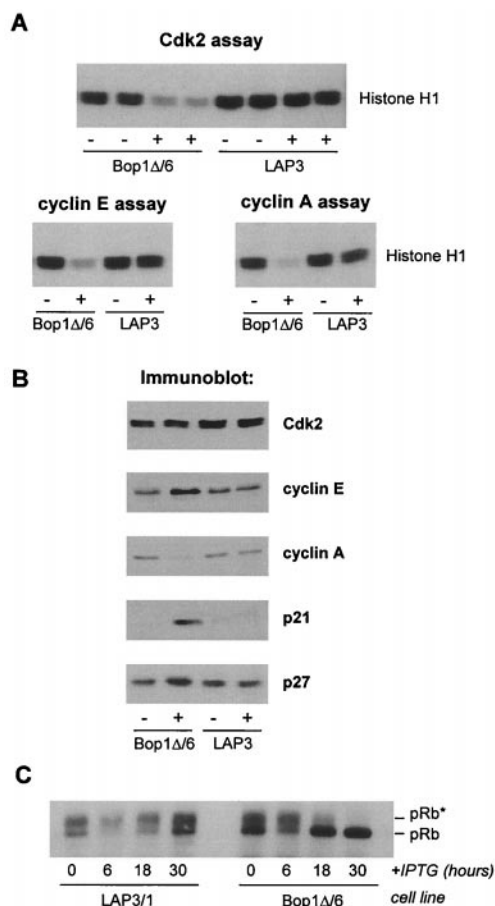 A
Cdk2 assay
Histone H1
- - + + - - + +
Bop1Δ/6 LAP3
cyclin E assay cyclin A assay
Histone H1
- + - + - + - +
Bop1Δ/6 LAP3 Bop1Δ/6 LAP3
B
Immunoblot:
Cdk2
cyclin E
cyclin A
p21
p27
- + - +
Bop1Δ/6 LAP3
C
pRb*
pRb
0 6 18 30 0 6 18 30 +IPTG (hours)
LAP3/1 Bop1Δ/6 cell line